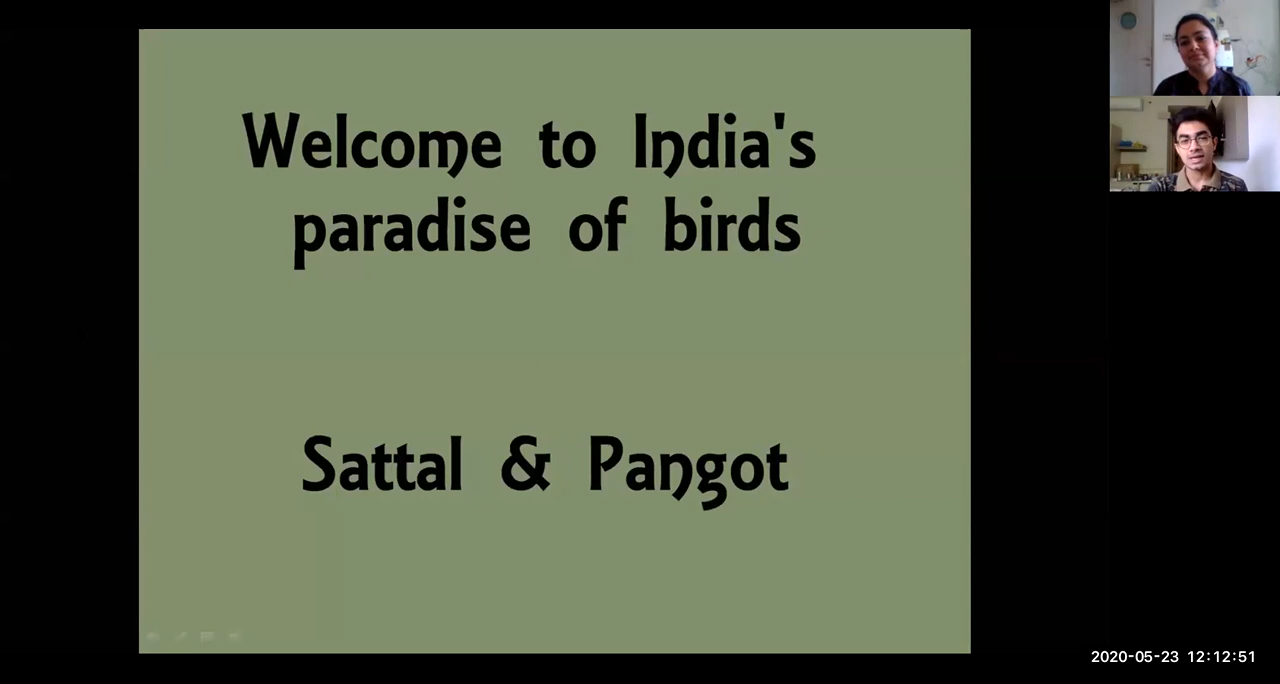 Welcome to India's
paradise of birds
Sattal & Pangot
2020-05-23 12:12:51